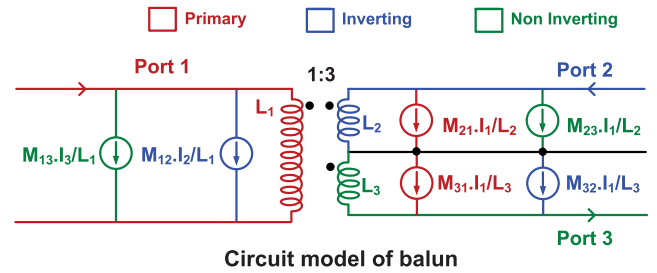 Primary Inverting Non Inverting
Port 1 1:3 Port 2
L1 L2 M21.I1/L2 M23.I1/L2
M13.I3/L1 M12.I2/L1
L3 M31.I1/L3 M32.I1/L3
Port 3
Circuit model of balun